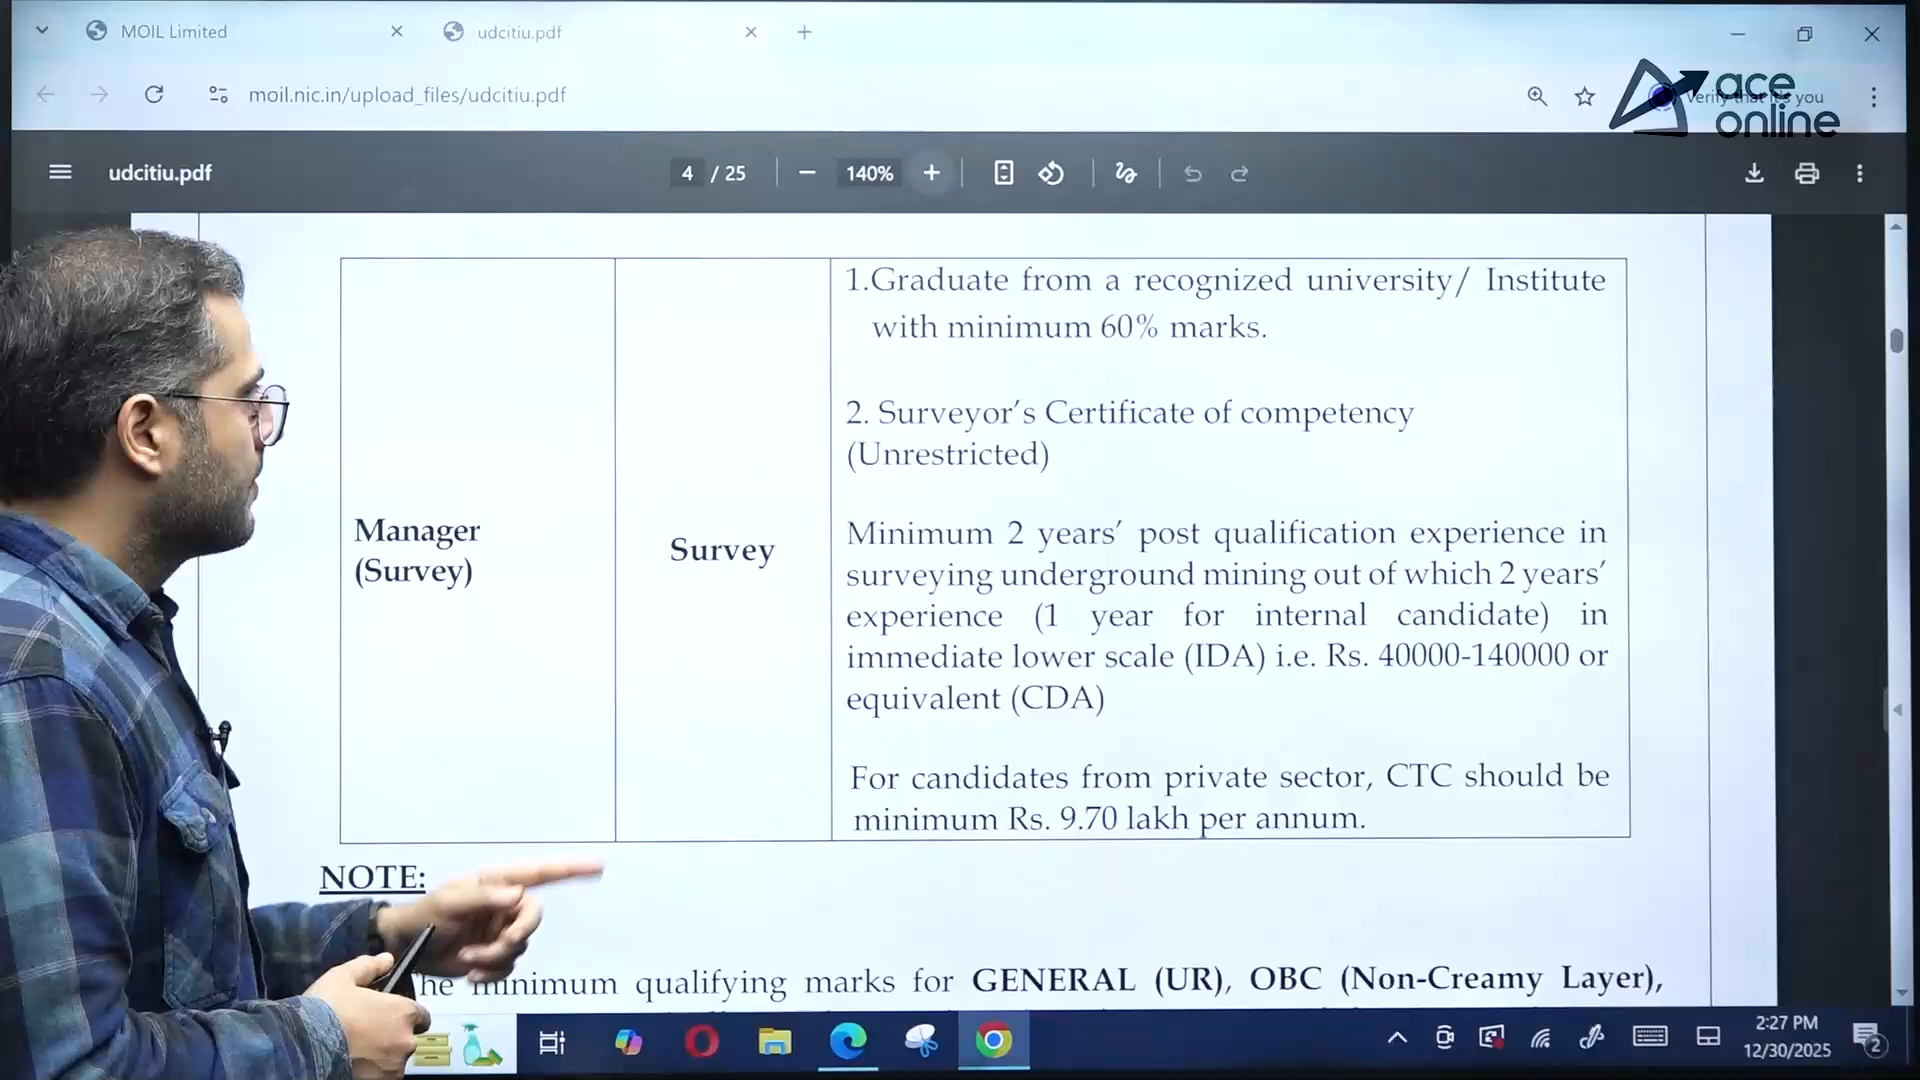 MOIL Limited
udcitiu.pdf
moil.nic.in/upload_files/udcitiu.pdf
Verify that it's you
ace
online
udcitiu.pdf
4 / 25
140%
1.Graduate from a recognized university/ Institute
with minimum 60% marks.
2. Surveyor's Certificate of competency
(Unrestricted)
Manager
(Survey)
Survey
Minimum 2 years' post qualification experience in
surveying underground mining out of which 2 years'
experience (1 year for internal candidate) in
immediate lower scale (IDA) i.e. Rs. 40000-140000 or
equivalent (CDA)
For candidates from private sector, CTC should be
minimum Rs. 9.70 lakh per annum.
NOTE:
minimum qualifying marks for GENERAL (UR), OBC (Non-Creamy Layer),
2:27 PM
12/30/2025
2